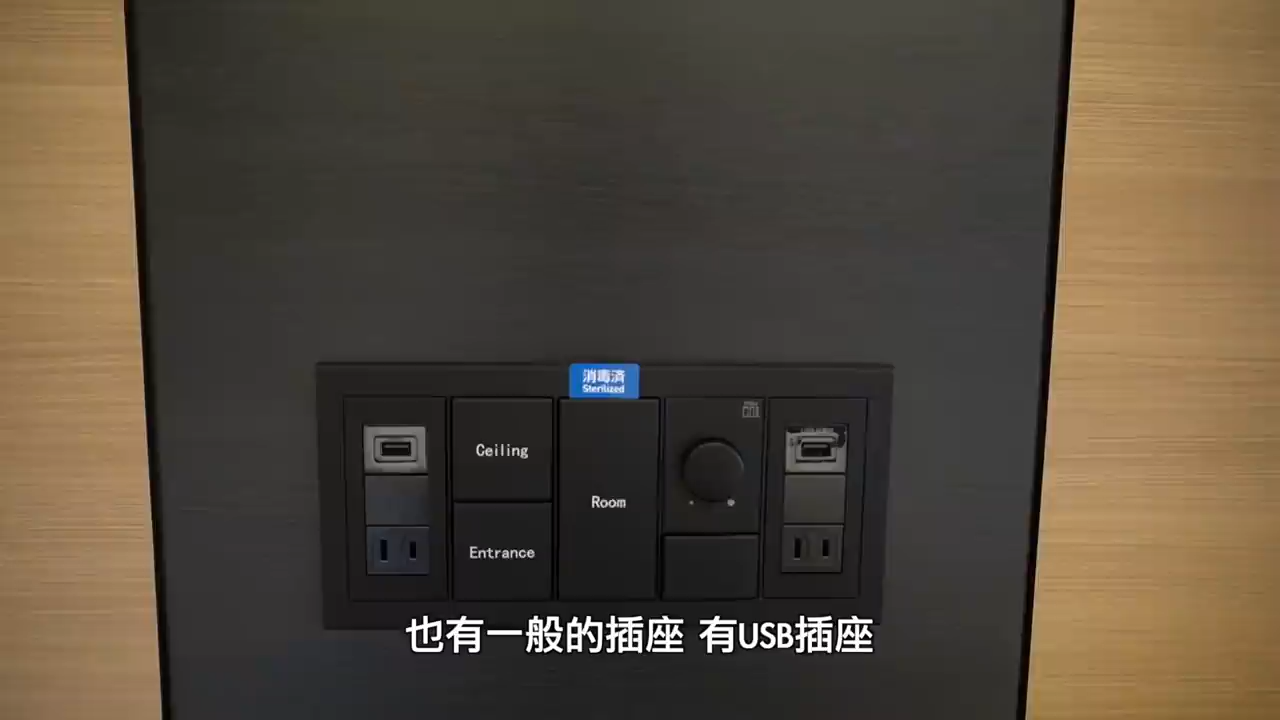 消毒済
Sterilized
Ceiling
Room
Entrance
也有一般的插座 有USB插座